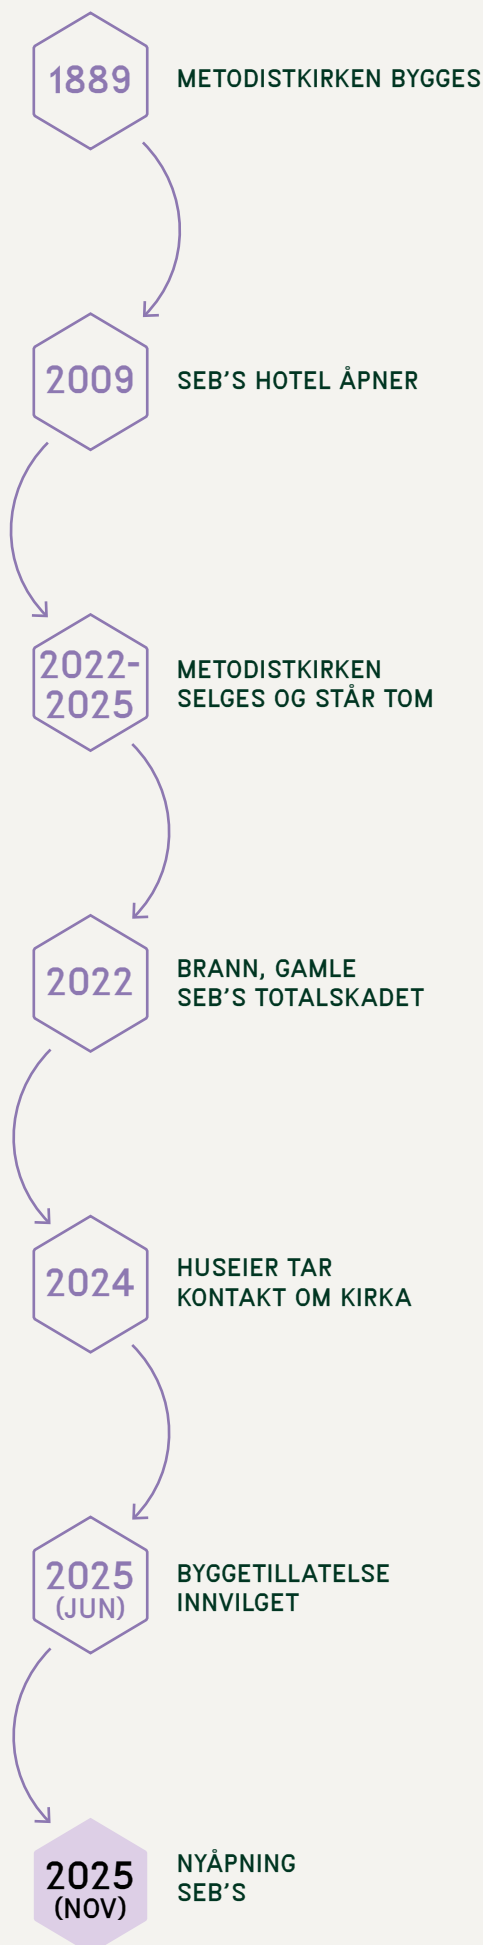 1889
METODISTKIRKEN BYGGES
2009
SEB'S HOTEL ÅPNER
2022-
2025
METODISTKIRKEN
SELGES OG STÅR TOM
2022
BRANN, GAMLE
SEB'S TOTALSKADET
2024
HUSEIER TAR
KONTAKT OM KIRKA
2025
(JUN)
BYGGETILLATELSE
INNVILGET
2025
(NOV)
NYÅPNING
SEB'S